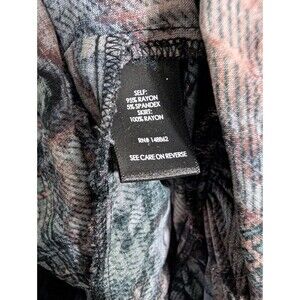 SELF:
95% RAYON
5% SPANDEX
SKIRT:
100% RAYON
RN# 148862
SEE CARE ON REVERSE